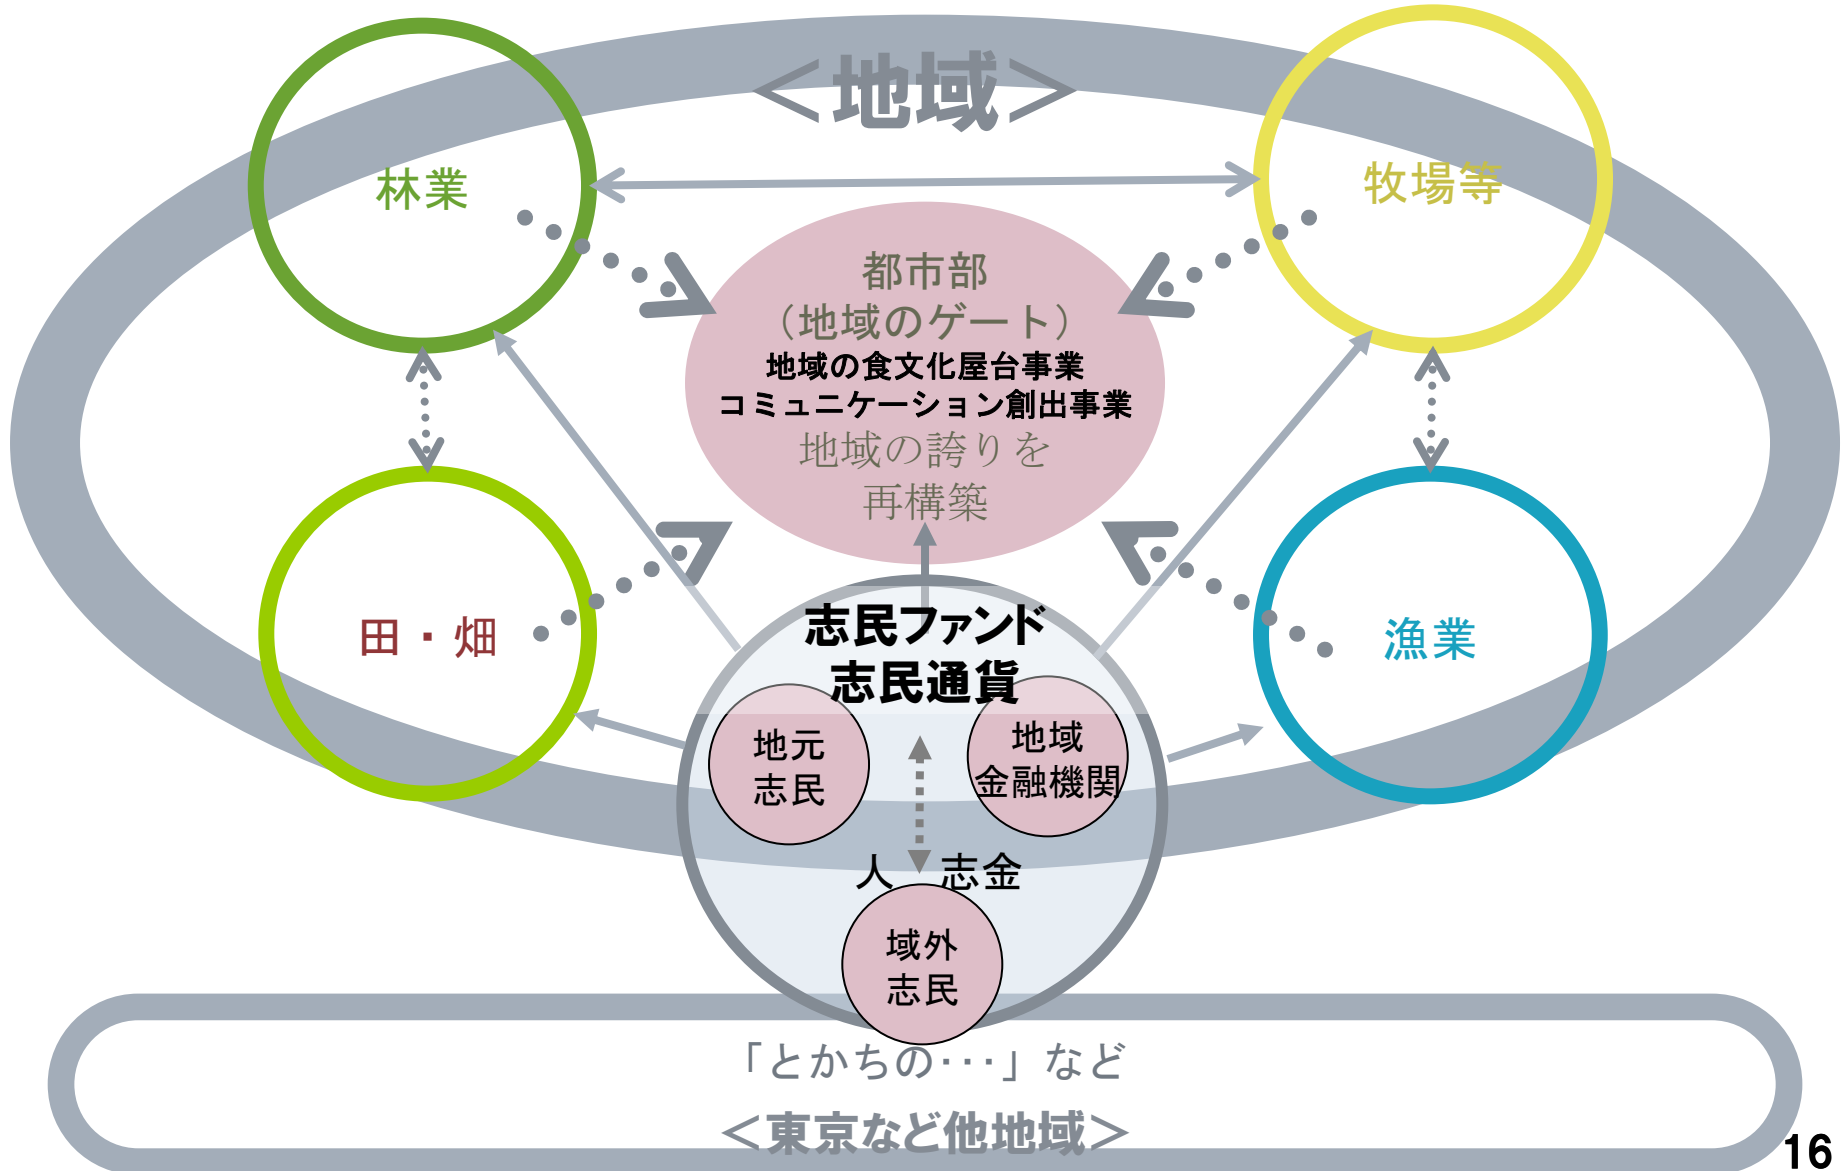 ＜地域＞
林業
牧場等
都市部
（地域のゲート）
地域の食文化屋台事業
コミュニケーション創出事業
地域の誇りを
再構築
田・畑
漁業
志民ファンド
志民通貨
地元
志民
地域
金融機関
人　志金
域外
志民
「とかちの･･･」など
＜東京など他地域＞
16